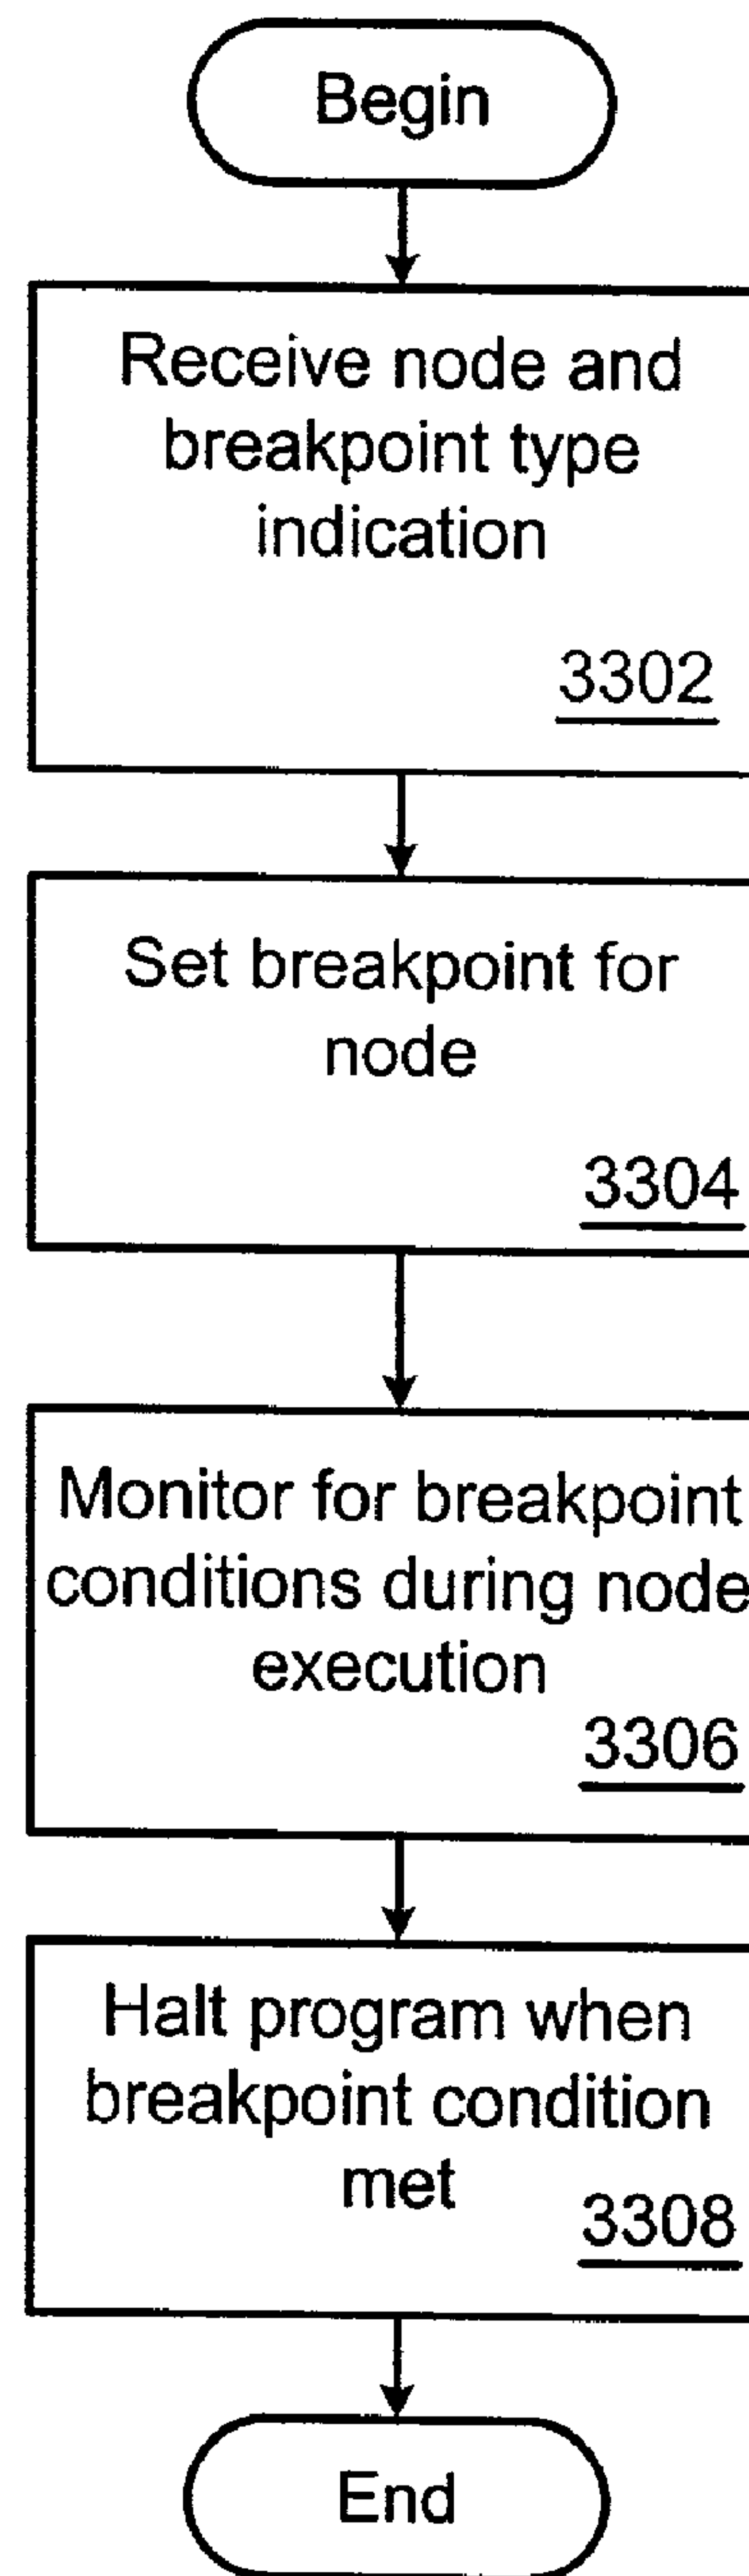 Begin
Receive node and
breakpoint type
indication
3302
Set breakpoint for
node
3304
Monitor for breakpoint
conditions during node
execution
3306
Halt program when
breakpoint condition
met
3308
End